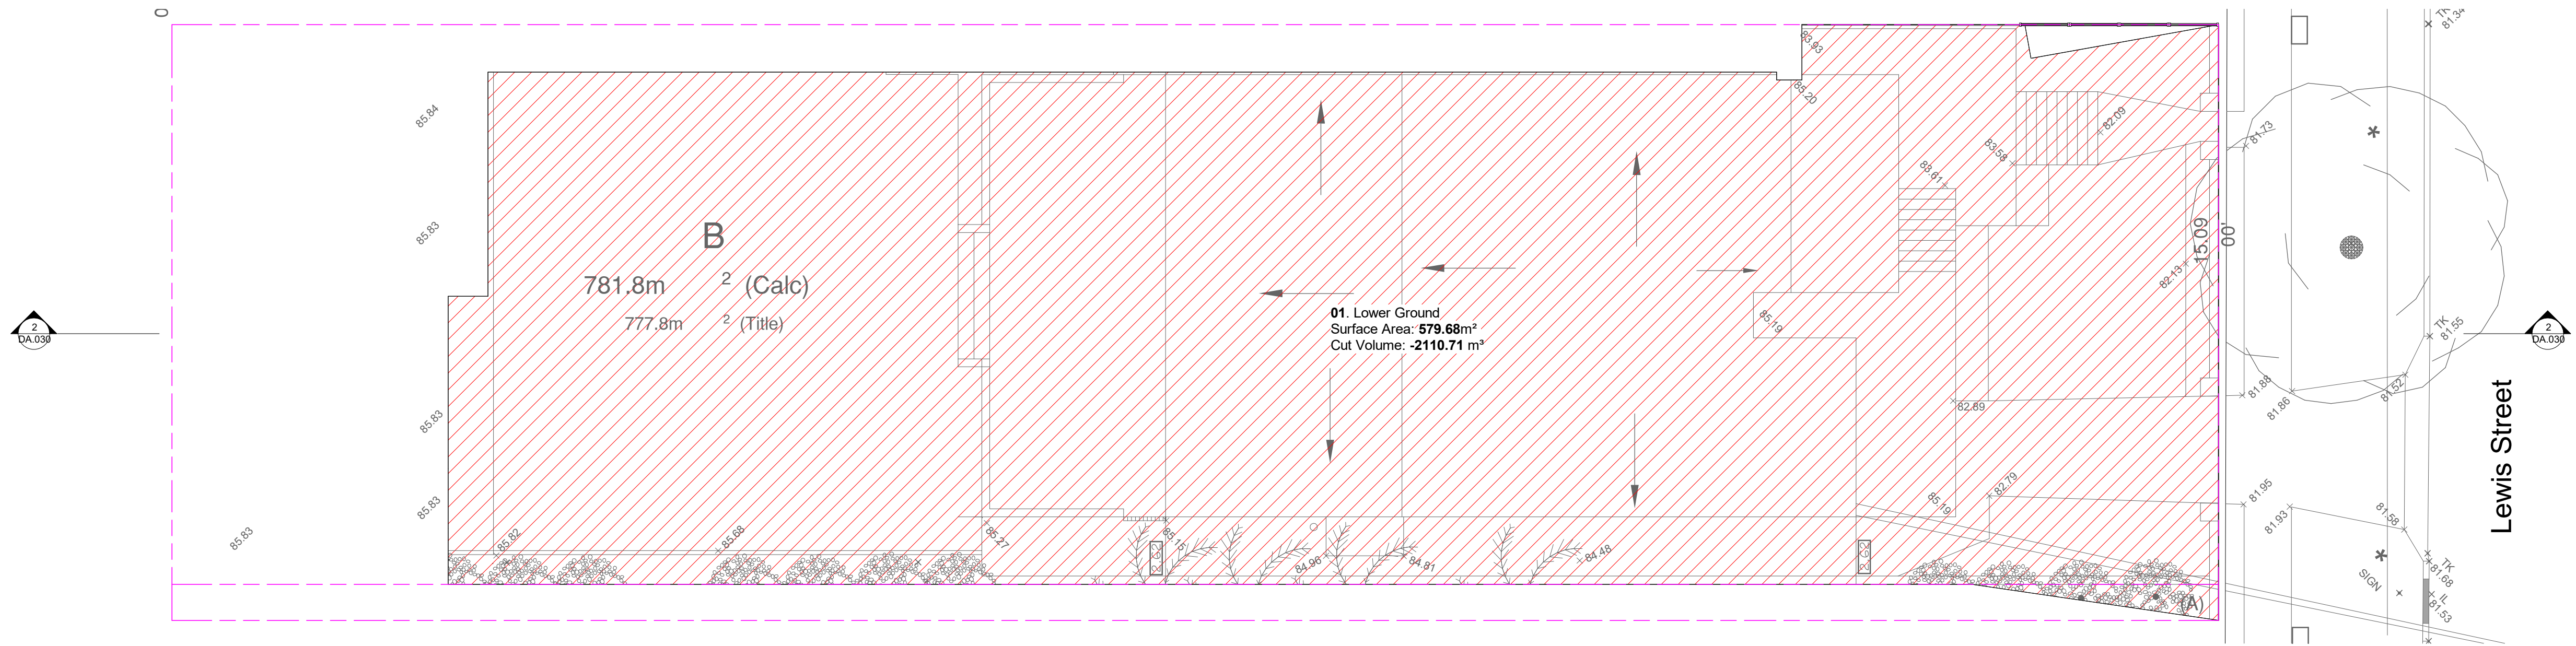 TK
81.34
83.93
85.20
85.84
82.09
81.73
83.58
83.61
B
85.83
15.09
00'
781.8m 2 (Calc)
82.13
777.8m 2 (Title)
01. Lower Ground
Surface Area: 579.68m²
Cut Volume: -2110.71 m³
85.19
2
DA.030
TK
81.55
2
DA.030
81.88
81.52
81.86
82.89
85.83
Lewis Street
85.83
85.83
85.82
85.68
85.27
85.15
84.96
84.81
84.48
85.19
82.79
81.95
81.93
81.58
TK
81.68
SIGN
IL
81.53
(A)